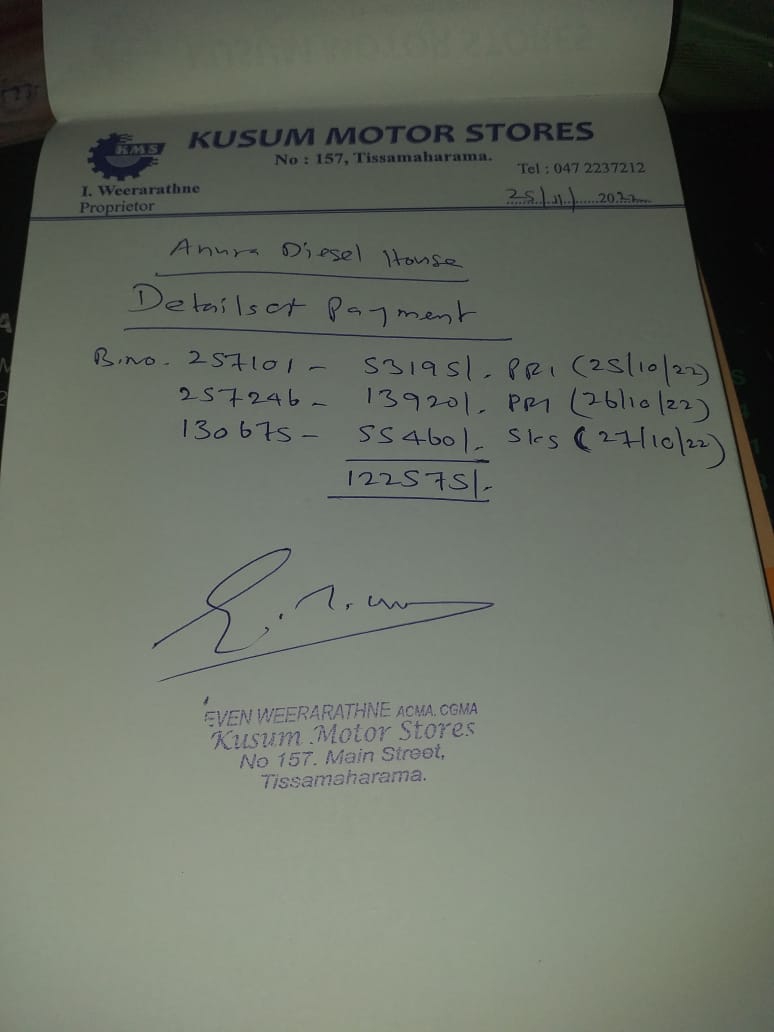 KMS
KUSUM MOTOR STORES
No : 157, Tissamaharama.
Tel : 047 2237212
I. Weerarathne
Proprietor
25/11/2022
Anura Diesel House
Details of Payment
B.no. 257101 - 53195/- PR1 (25/10/22)
257246 - 13920/- PR1 (26/10/22)
130675 - 55460/- SKS (27/10/22)
122575/-
EVEN WEERARATHNE ACMA, CGMA
Kusum Motor Stores
No 157. Main Street,
Tissamaharama.